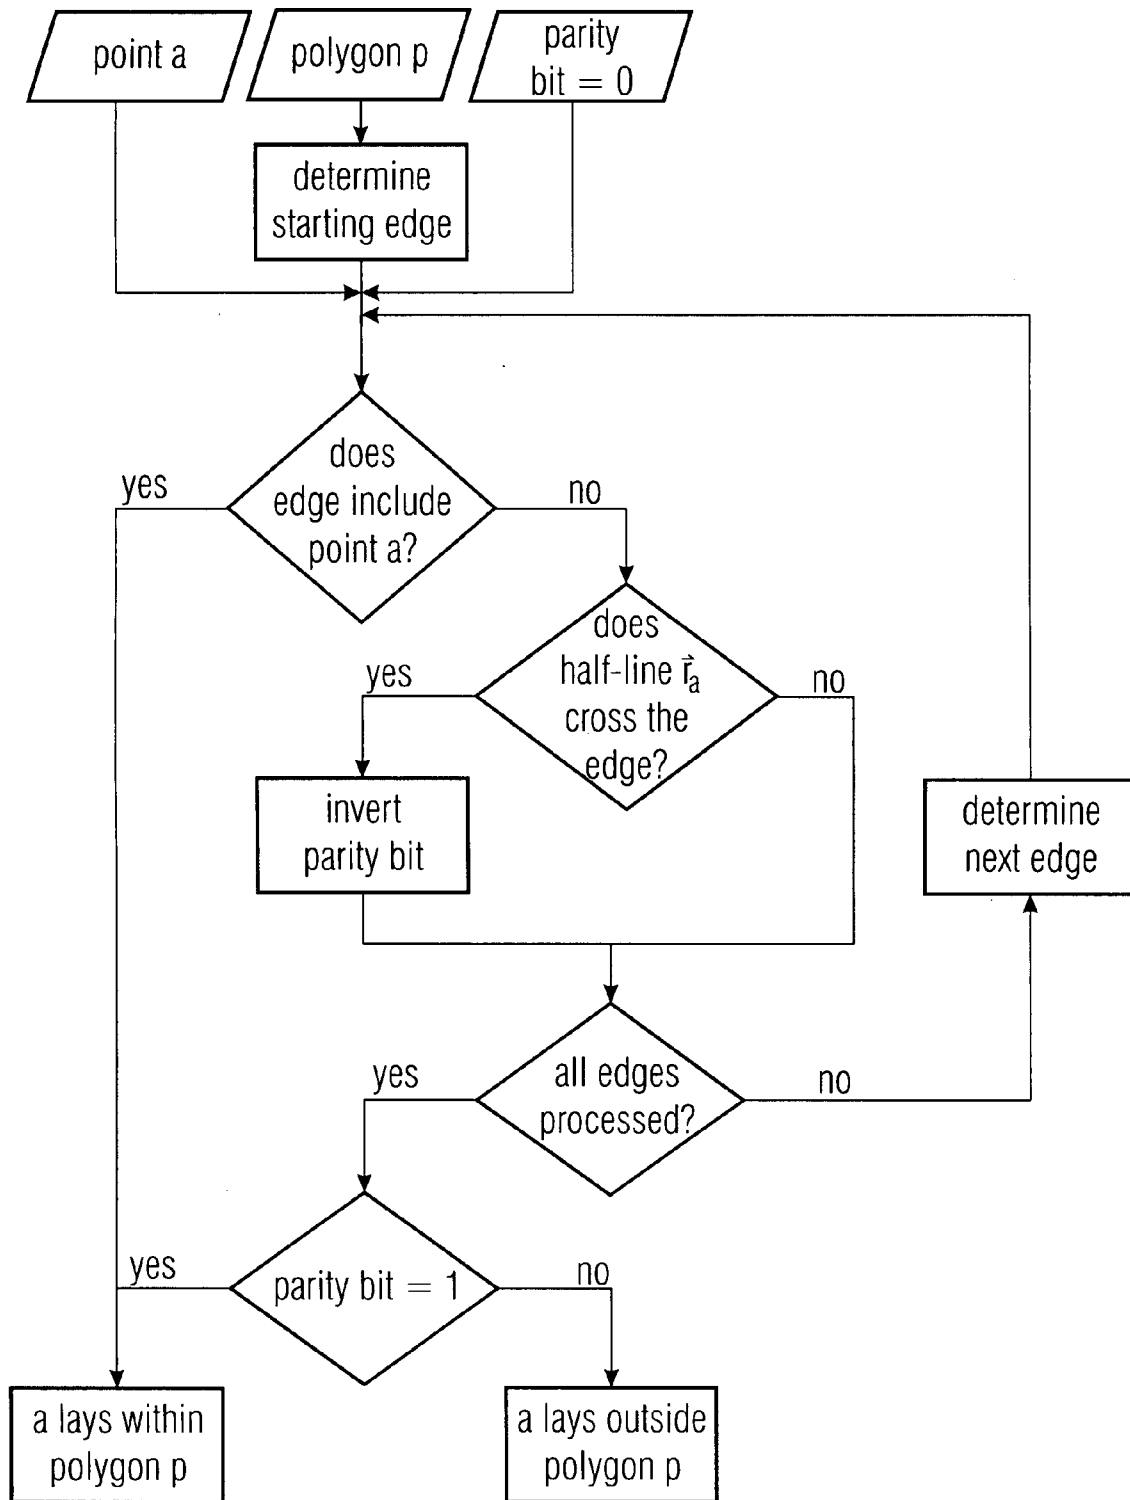 point a
polygon p
parity
bit = 0
determine
starting edge
does
edge include
point a?
yes
no
does
half-line r⃗ₐ
cross the
edge?
yes
no
invert
parity bit
determine
next edge
all edges
processed?
yes
no
parity bit = 1
yes
no
a lays within
polygon p
a lays outside
polygon p